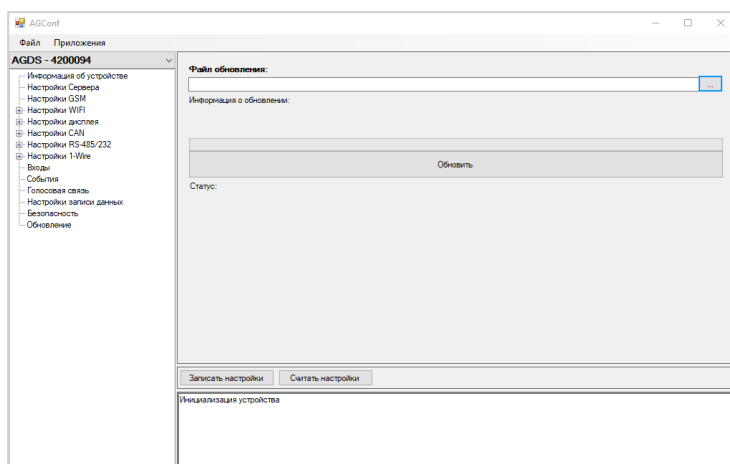 AGConf
Файл Приложения
AGDS - 4200094
Информация об устройстве
Настройки Сервера
Настройки GSM
Настройки WIFI
Настройки дисплея
Настройки CAN
Настройки RS-485/232
Настройки 1-Wire
Входы
События
Голосовая связь
Настройки записи данных
Безопасность
Обновление
Файл обновления:
...
Информация о обновлении:
Обновить
Статус:
Записать настройки Считать настройки
Инициализация устройства